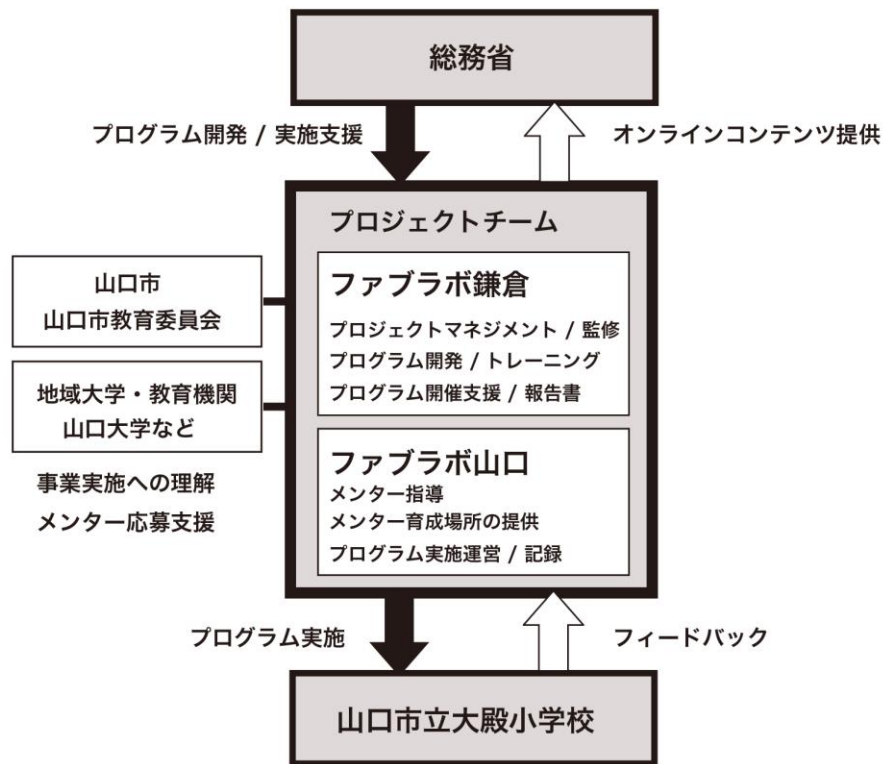 総務省
プログラム開発 / 実施支援
オンラインコンテンツ提供
プロジェクトチーム
山口市
山口市教育委員会
地域大学・教育機関
山口大学など
事業実施への理解
メンター応募支援
ファブラボ鎌倉
プロジェクトマネジメント / 監修
プログラム開発 / トレーニング
プログラム開催支援 / 報告書
ファブラボ山口
メンター指導
メンター育成場所の提供
プログラム実施運営 / 記録
プログラム実施
フィードバック
山口市立大殿小学校